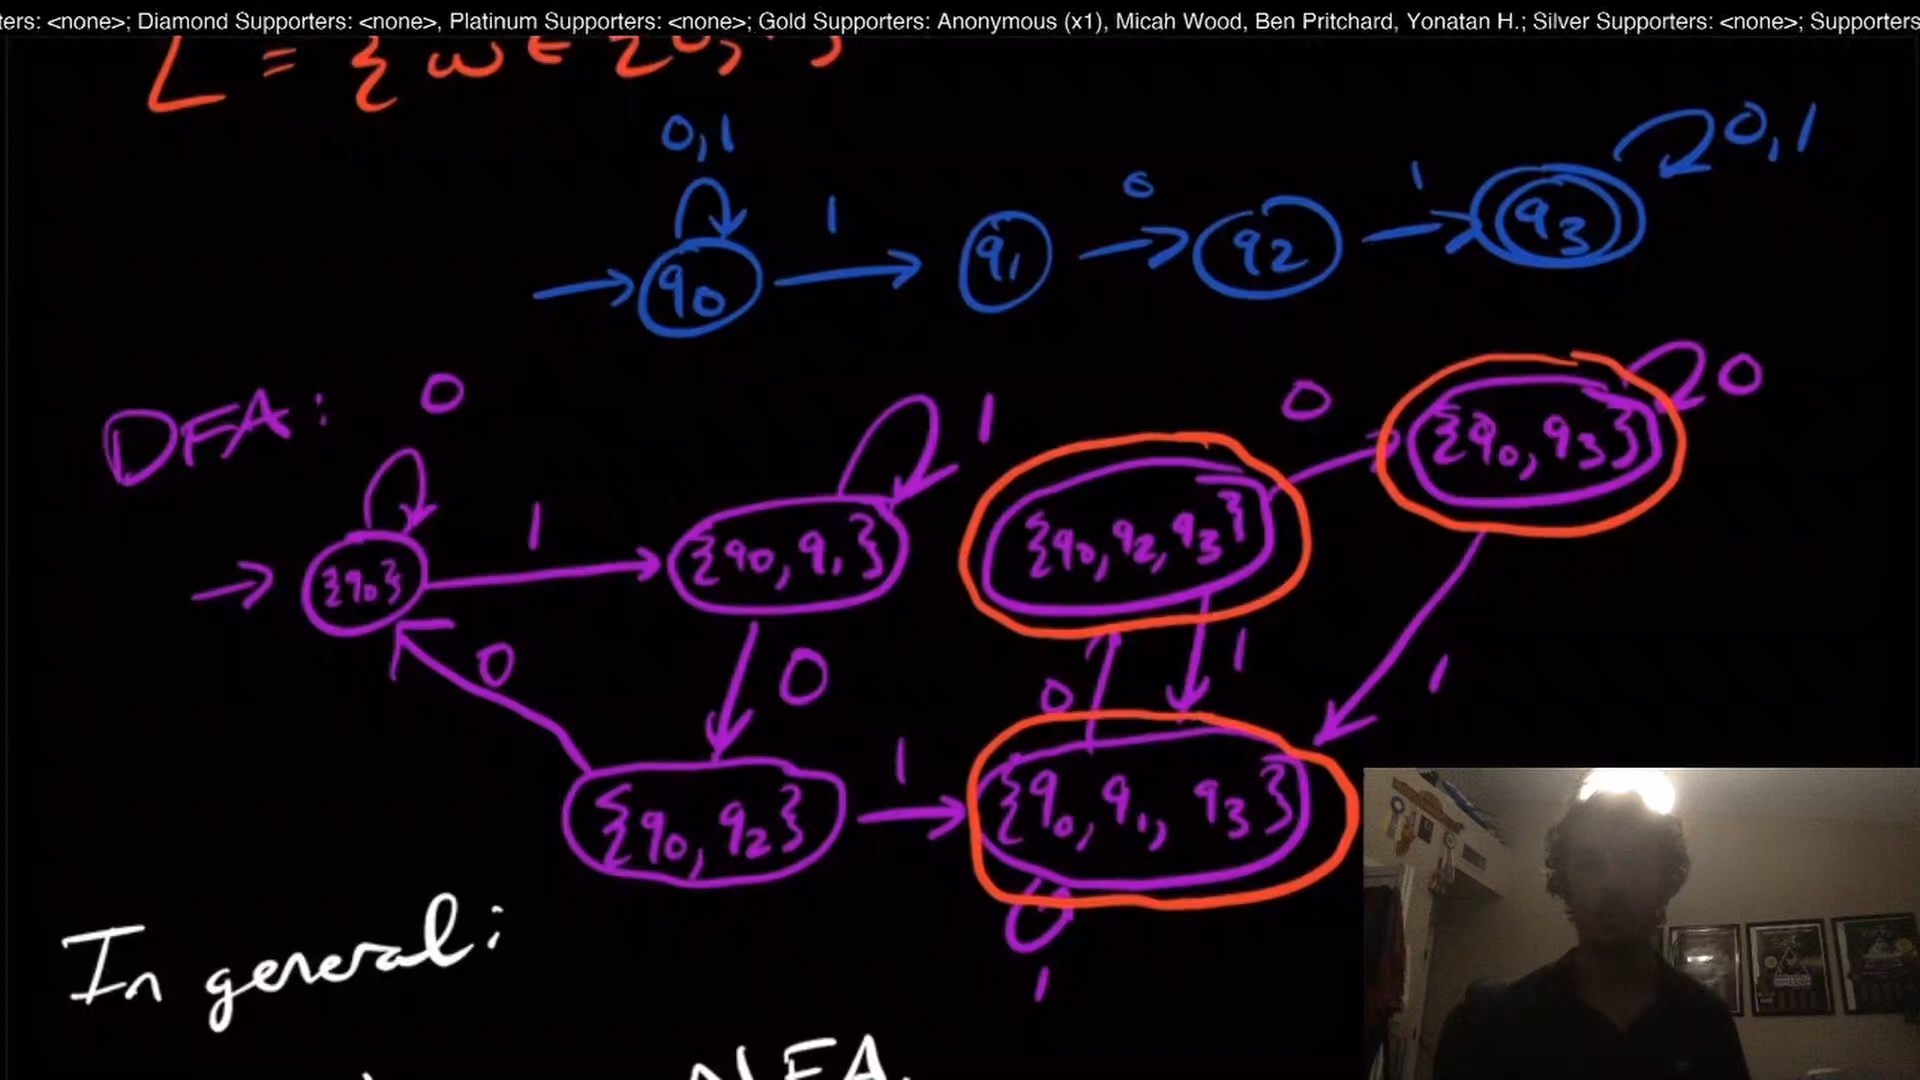 ters: <none>; Diamond Supporters: <none>, Platinum Supporters: <none>; Gold Supporters: Anonymous (x1), Micah Wood, Ben Pritchard, Yonatan H.; Silver Supporters: <none>; Supporters
L = { w ∈
0,1
0,1
1
0
1
q0
q1
q2
q3
DFA:
0
1
0
0
{q0}
1
{q0, q1}
{q0, q2, q3}
{q0, q3}
0
0
0
1
1
{q0, q2}
1
{q0, q1, q3}
1
In general:
NFA